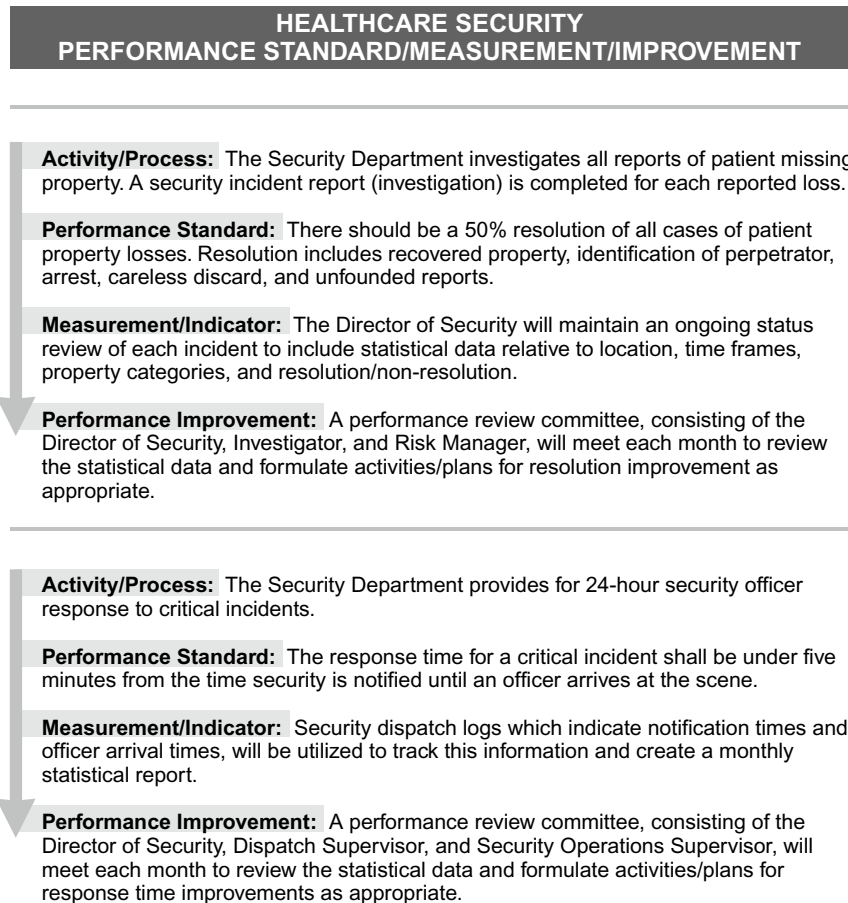 HEALTHCARE SECURITY
PERFORMANCE STANDARD/MEASUREMENT/IMPROVEMENT
Activity/Process: The Security Department investigates all reports of patient missing
property. A security incident report (investigation) is completed for each reported loss.
Performance Standard: There should be a 50% resolution of all cases of patient
property losses. Resolution includes recovered property, identification of perpetrator,
arrest, careless discard, and unfounded reports.
Measurement/Indicator: The Director of Security will maintain an ongoing status
review of each incident to include statistical data relative to location, time frames,
property categories, and resolution/non-resolution.
Performance Improvement: A performance review committee, consisting of the
Director of Security, Investigator, and Risk Manager, will meet each month to review
the statistical data and formulate activities/plans for resolution improvement as
appropriate.
Activity/Process: The Security Department provides for 24-hour security officer
response to critical incidents.
Performance Standard: The response time for a critical incident shall be under five
minutes from the time security is notified until an officer arrives at the scene.
Measurement/Indicator: Security dispatch logs which indicate notification times and
officer arrival times, will be utilized to track this information and create a monthly
statistical report.
Performance Improvement: A performance review committee, consisting of the
Director of Security, Dispatch Supervisor, and Security Operations Supervisor, will
meet each month to review the statistical data and formulate activities/plans for
response time improvements as appropriate.